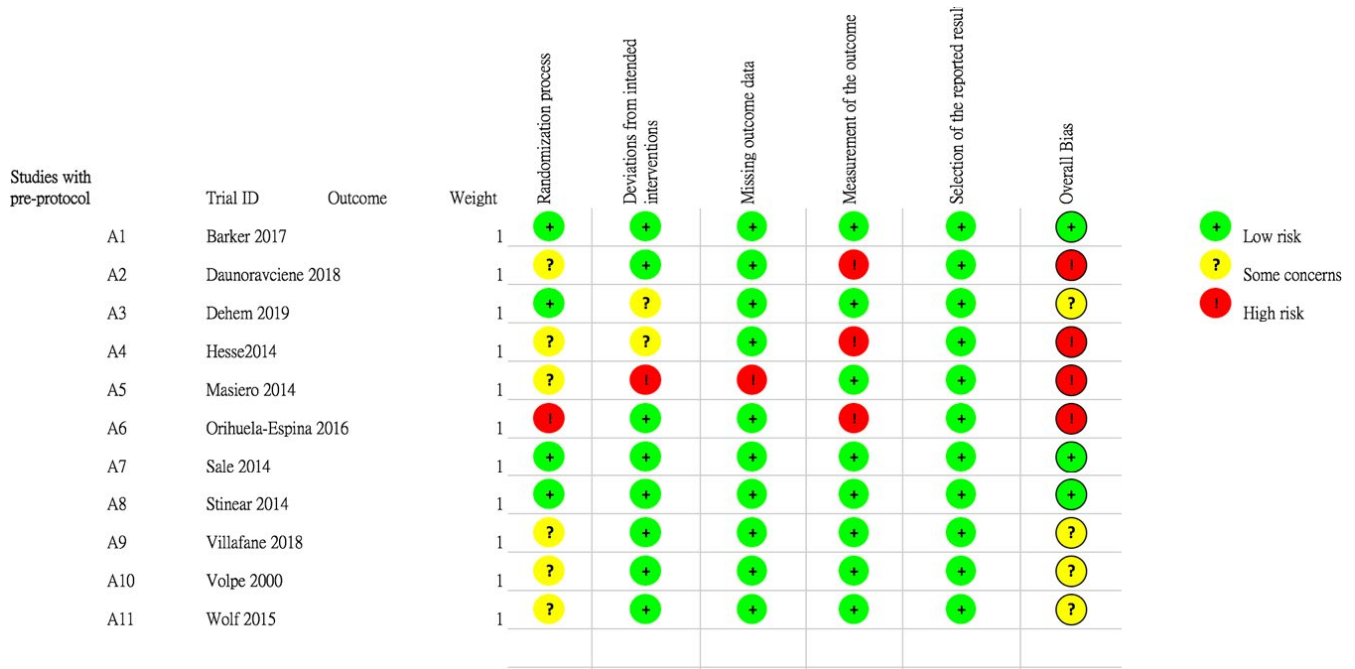 Randomization process
Deviations from intended
interventions
Missing outcome data
Measurement of the outcome
Selection of the reported resul
Overall Bias
Studies with
pre-protocol
Trial ID Outcome Weight
A1 Barker 2017 1 + + + + + +
A2 Daunoravciene 2018 1 ? + + ! + !
A3 Dehem 2019 1 + ? + + + ?
A4 Hesse2014 1 ? ? + ! + !
A5 Masiero 2014 1 ? ! ! + + !
A6 Orihuela-Espina 2016 1 ! + + ! + !
A7 Sale 2014 1 + + + + + +
A8 Stinear 2014 1 + + + + + +
A9 Villafane 2018 1 ? + + + + ?
A10 Volpe 2000 1 ? + + + + ?
A11 Wolf 2015 1 ? + + + + ?
+ Low risk
? Some concerns
! High risk